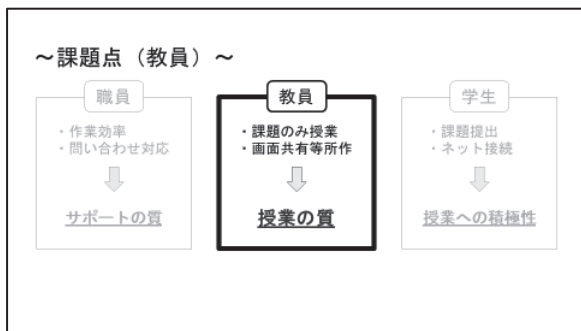 ～課題点（教員）～
職員
・作業効率
・問い合わせ対応
サポートの質
教員
・課題のみ授業
・画面共有等所作
授業の質
学生
・課題提出
・ネット接続
授業への積極性